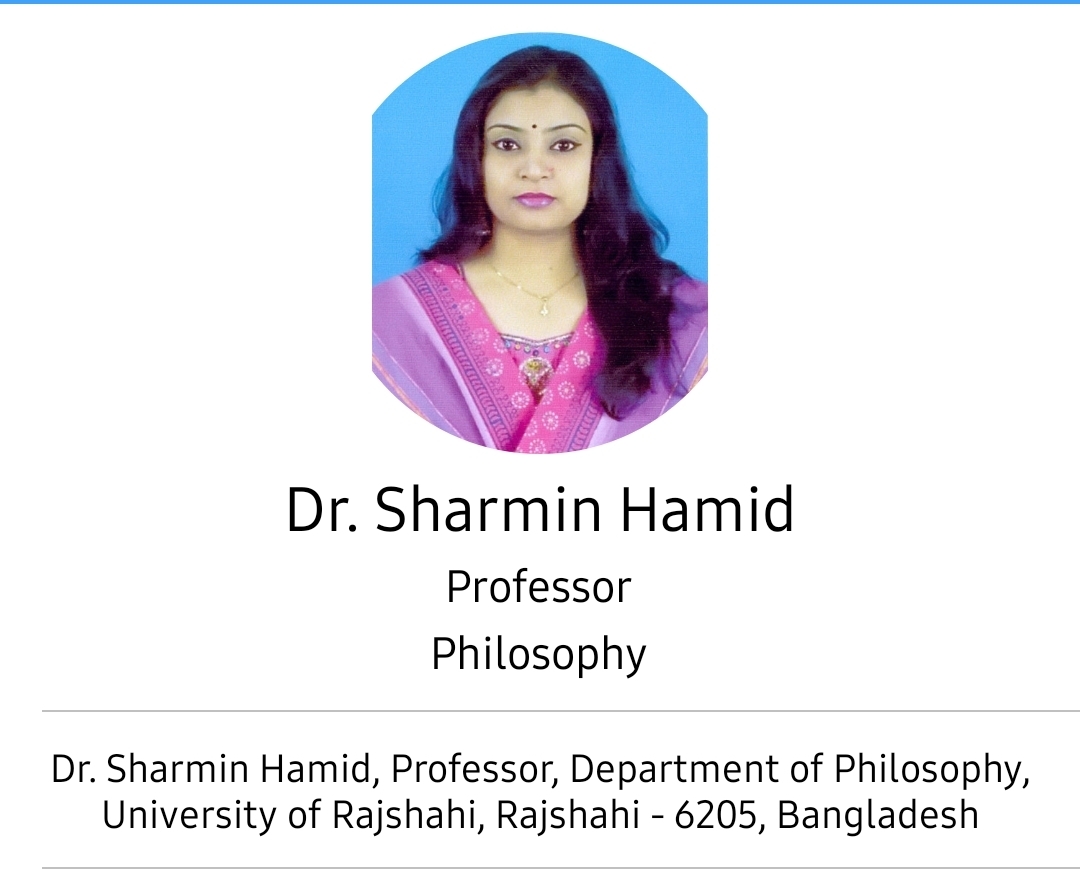 Dr. Sharmin Hamid
Professor
Philosophy
Dr. Sharmin Hamid, Professor, Department of Philosophy,
University of Rajshahi, Rajshahi - 6205, Bangladesh